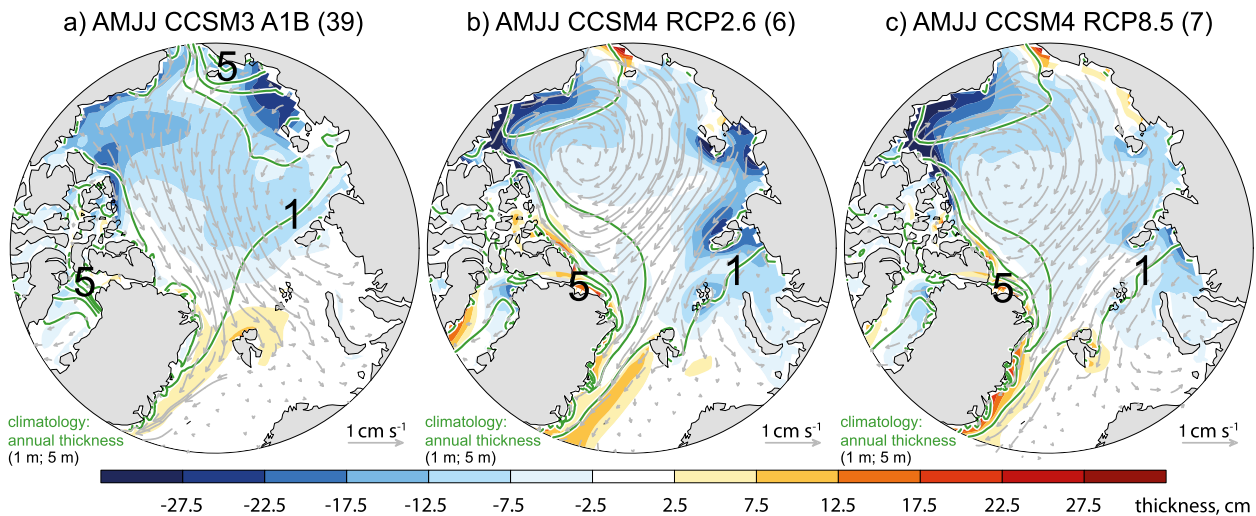 a) AMJJ CCSM3 A1B (39)
b) AMJJ CCSM4 RCP2.6 (6)
c) AMJJ CCSM4 RCP8.5 (7)
5
1
5
1
5
1
5
climatology:
annual thickness
(1 m; 5 m)
1 cm s⁻¹
climatology:
annual thickness
(1 m; 5 m)
1 cm s⁻¹
climatology:
annual thickness
(1 m; 5 m)
1 cm s⁻¹
-27.5 -22.5 -17.5 -12.5 -7.5 -2.5 2.5 7.5 12.5 17.5 22.5 27.5 thickness, cm